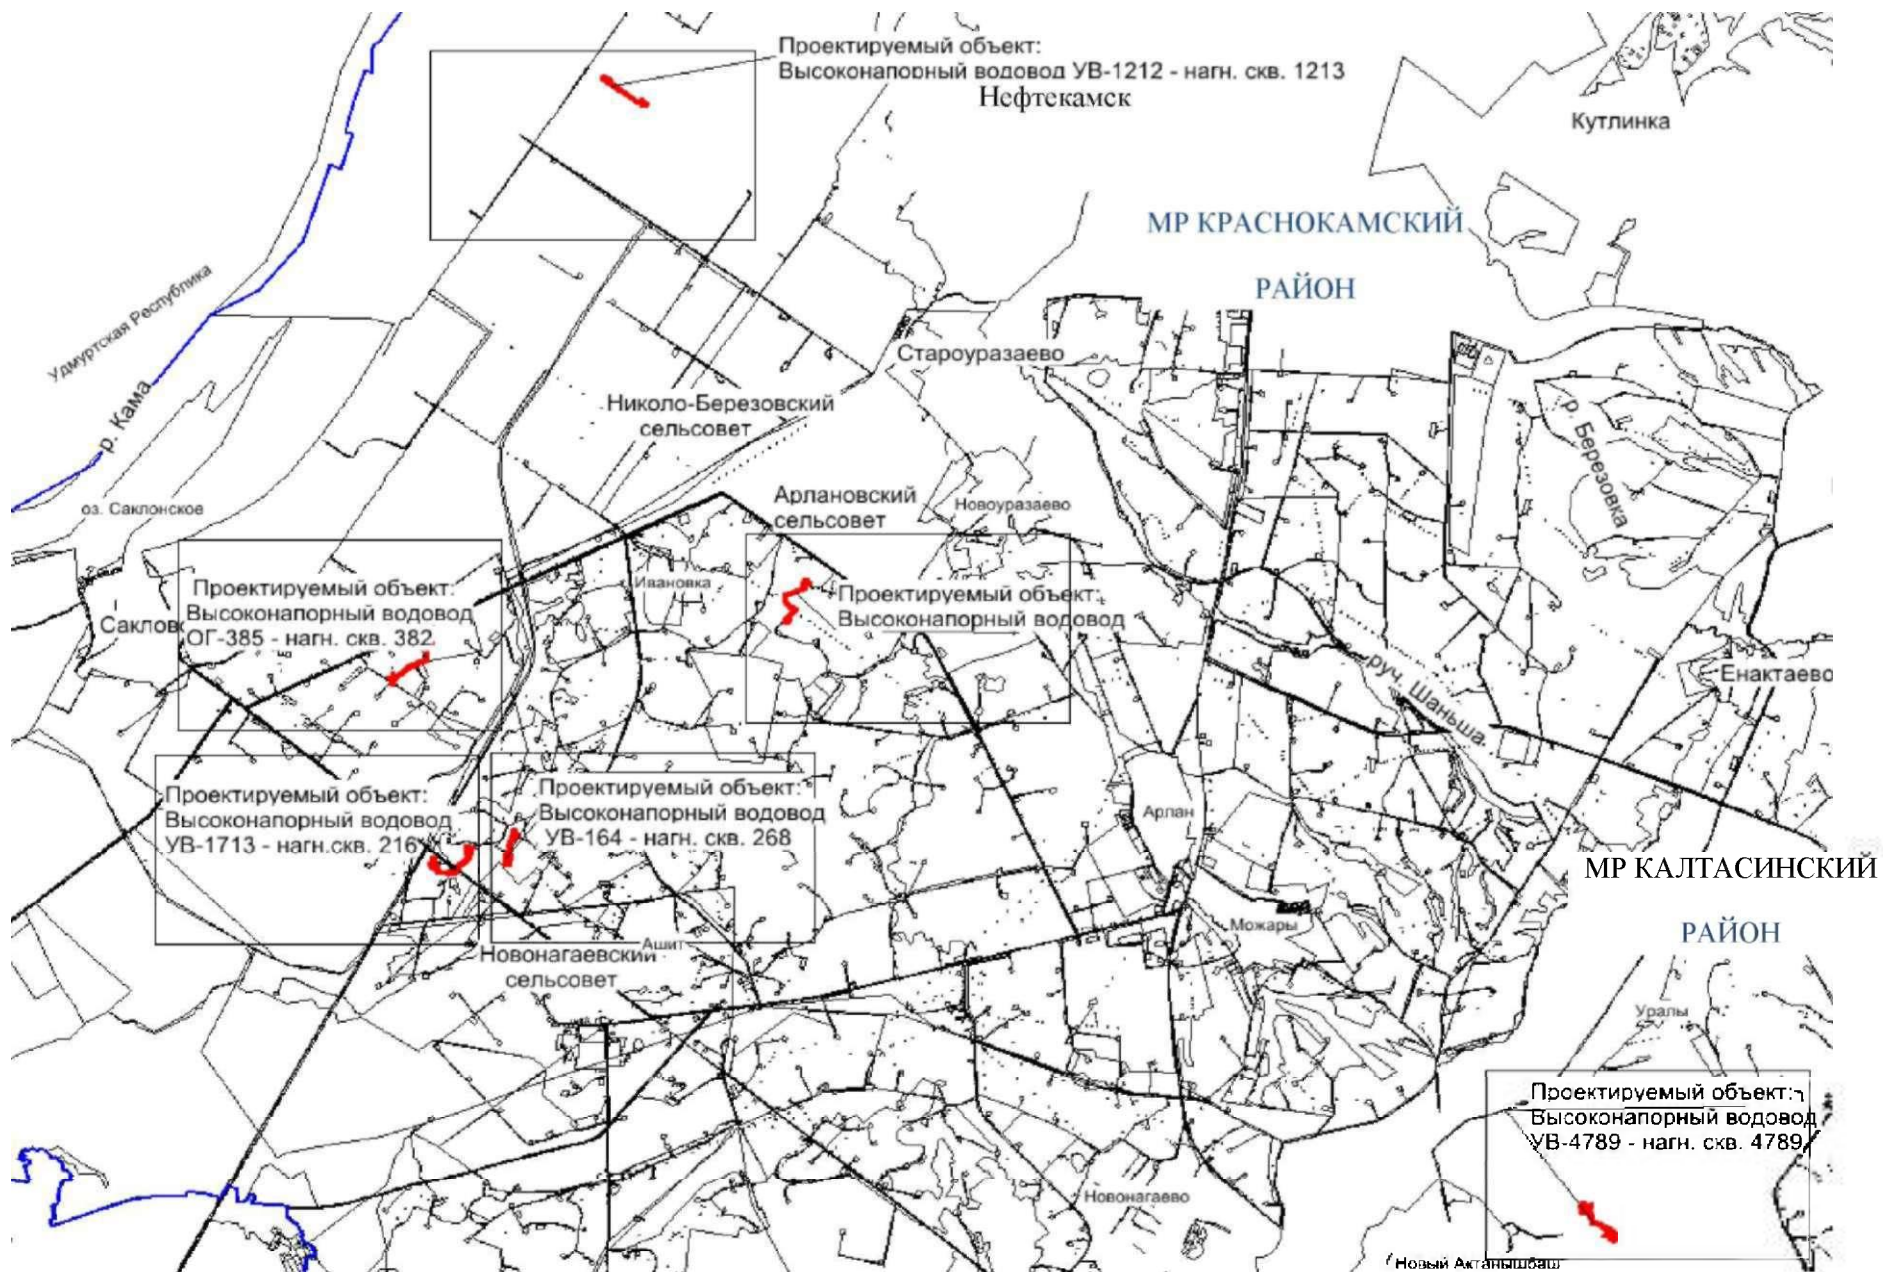 Проектируемый объект:
Высоконапорный водовод УВ-1212 - нагн. скв. 1213
Нефтекамск
Кутлинка
МР КРАСНОКАМСКИЙ
РАЙОН
Удмуртская Республика
р. Кама
Староуразаево
Николо-Березовский
сельсовет
р. Березовка
оз. Саклонское
Арлановский
сельсовет
Новоуразаево
Ивановка
Проектируемый объект:
Высоконапорный водовод
ОГ-385 - нагн. скв. 382
Саклов
Проектируемый объект:
Высоконапорный водовод
руч. Шаньша
Енактаево
Проектируемый объект:
Высоконапорный водовод
УВ-1713 - нагн.скв. 216
Проектируемый объект:
Высоконапорный водовод
УВ-164 - нагн. скв. 268
Арлан
МР КАЛТАСИНСКИЙ
РАЙОН
Можары
Ашит
Новонагаевский
сельсовет
Уралы
Проектируемый объект:
Высоконапорный водовод
УВ-4789 - нагн. скв. 4789
Новонагаево
Новый Актанышбаш